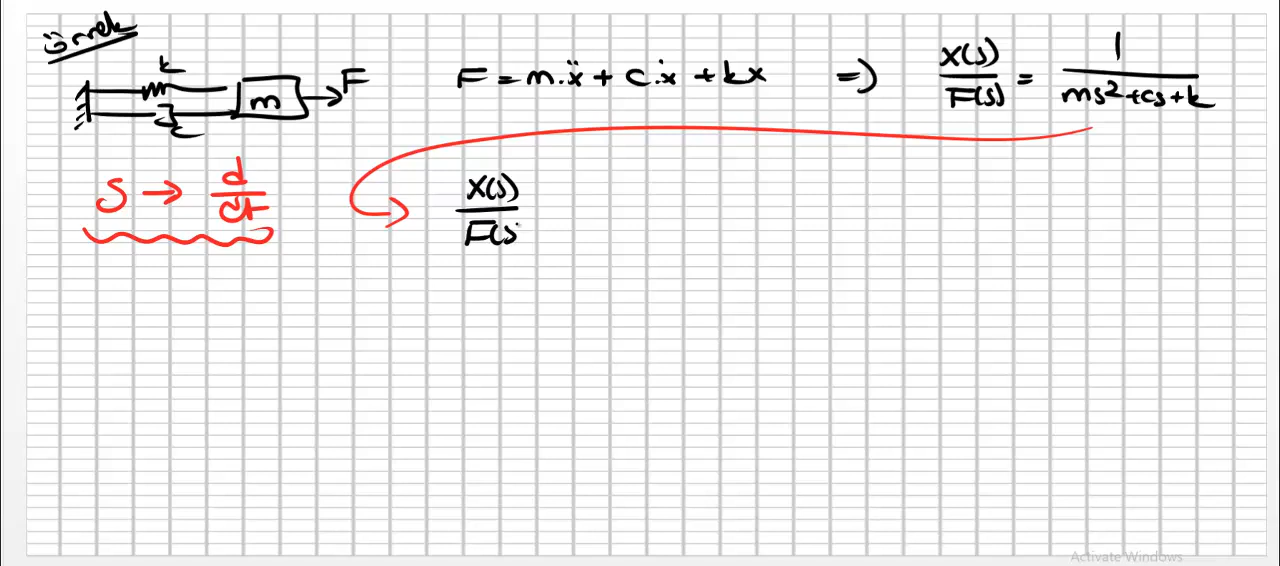 Örnek
k
c
m
F
F = m.ẍ + c.ẋ + kx => X(s)/F(s) = 1/(ms²+cs+k)
S → d/dt
X(s)/F(s
Activate Windows